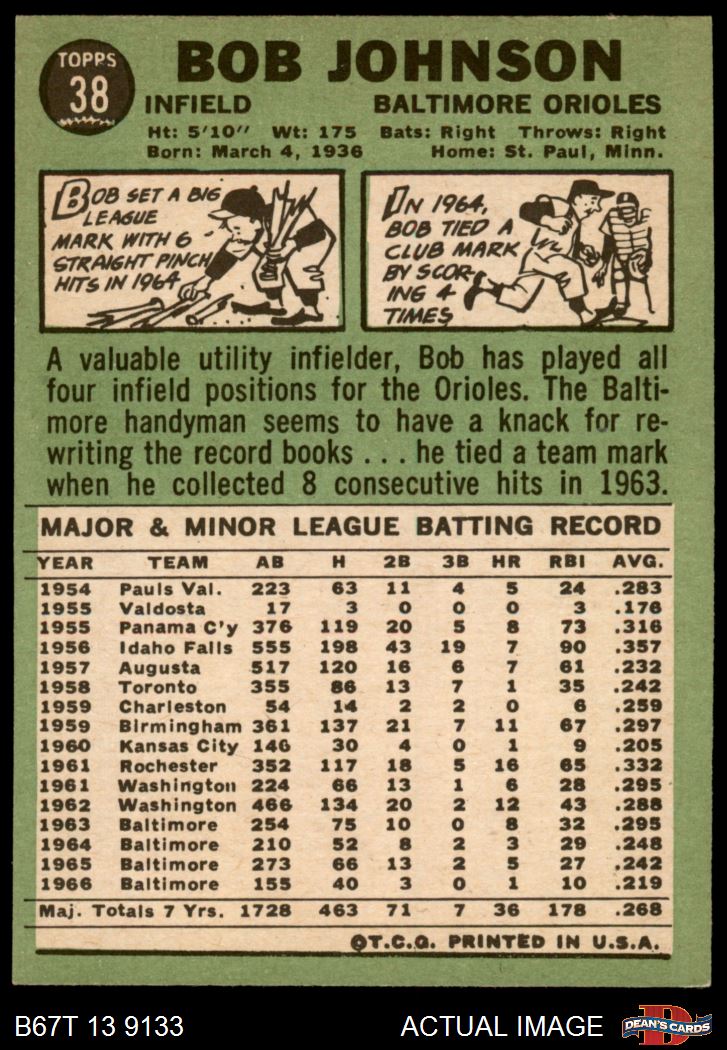 TOPPS
38
BOB JOHNSON
INFIELD BALTIMORE ORIOLES
Ht: 5'10" Wt: 175 Bats: Right Throws: Right
Born: March 4, 1936 Home: St. Paul, Minn.
BOB SET A BIG
LEAGUE
MARK WITH 6
STRAIGHT PINCH
HITS IN 1964
IN 1964,
BOB TIED A
CLUB MARK
BY SCOR-
ING 4
TIMES
A valuable utility infielder, Bob has played all
four infield positions for the Orioles. The Balti-
more handyman seems to have a knack for re-
writing the record books . . . he tied a team mark
when he collected 8 consecutive hits in 1963.
MAJOR & MINOR LEAGUE BATTING RECORD
YEAR TEAM AB H 2B 3B HR RBI AVG.
1954 Pauls Val. 223 63 11 4 5 24 .283
1955 Valdosta 17 3 0 0 0 3 .176
1955 Panama C'y 376 119 20 5 8 73 .316
1956 Idaho Falls 555 198 43 19 7 90 .357
1957 Augusta 517 120 16 6 7 61 .232
1958 Toronto 355 86 13 7 1 35 .242
1959 Charleston 54 14 2 2 0 6 .259
1959 Birmingham 361 137 21 7 11 67 .297
1960 Kansas City 146 30 4 0 1 9 .205
1961 Rochester 352 117 18 5 16 65 .332
1961 Washington 224 66 13 1 6 28 .295
1962 Washington 466 134 20 2 12 43 .288
1963 Baltimore 254 75 10 0 8 32 .295
1964 Baltimore 210 52 8 2 3 29 .248
1965 Baltimore 273 66 13 2 5 27 .242
1966 Baltimore 155 40 3 0 1 10 .219
Maj. Totals 7 Yrs. 1728 463 71 7 36 178 .268
©T.C.G. PRINTED IN U.S.A.
B67T 13 9133 ACTUAL IMAGE
D
DEAN'S CARDS